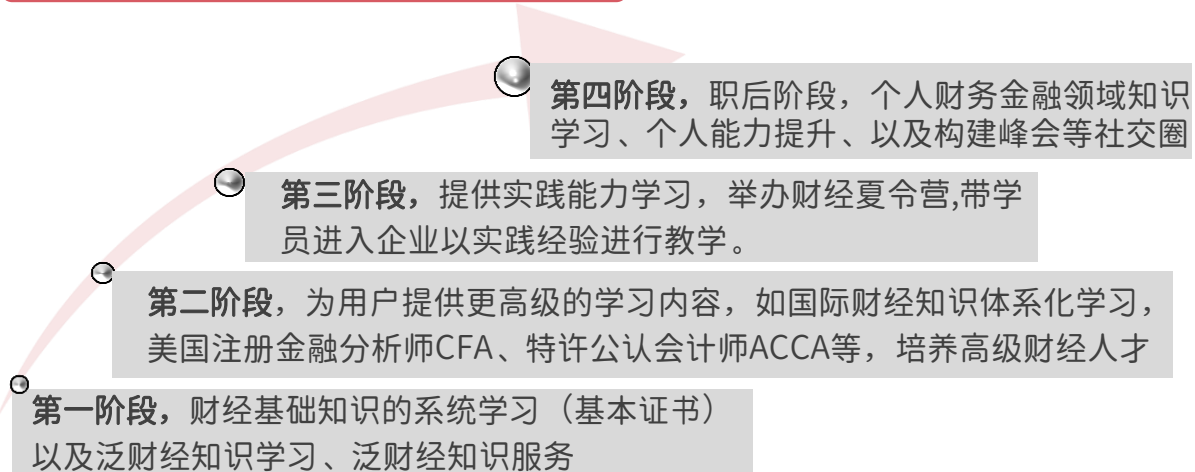 第四阶段，职后阶段，个人财务金融领域知识
学习、个人能力提升、以及构建峰会等社交圈
第三阶段，提供实践能力学习，举办财经夏令营,带学
员进入企业以实践经验进行教学。
第二阶段，为用户提供更高级的学习内容，如国际财经知识体系化学习，
美国注册金融分析师CFA、特许公认会计师ACCA等，培养高级财经人才
第一阶段，财经基础知识的系统学习（基本证书）
以及泛财经知识学习、泛财经知识服务